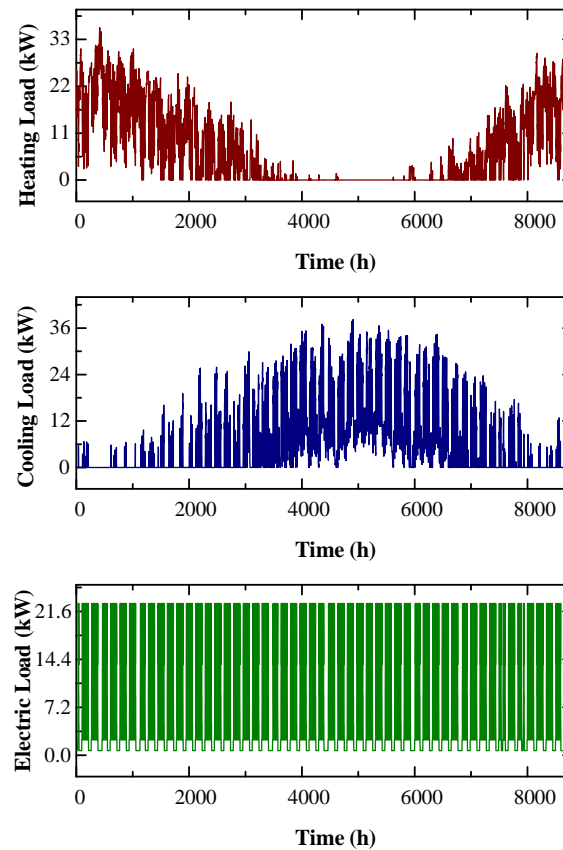 Heating Load (kW)
33
22
11
0
0 2000 4000 6000 8000
Time (h)
Cooling Load (kW)
36
24
12
0
0 2000 4000 6000 8000
Time (h)
Electric Load (kW)
21.6
14.4
7.2
0.0
0 2000 4000 6000 8000
Time (h)